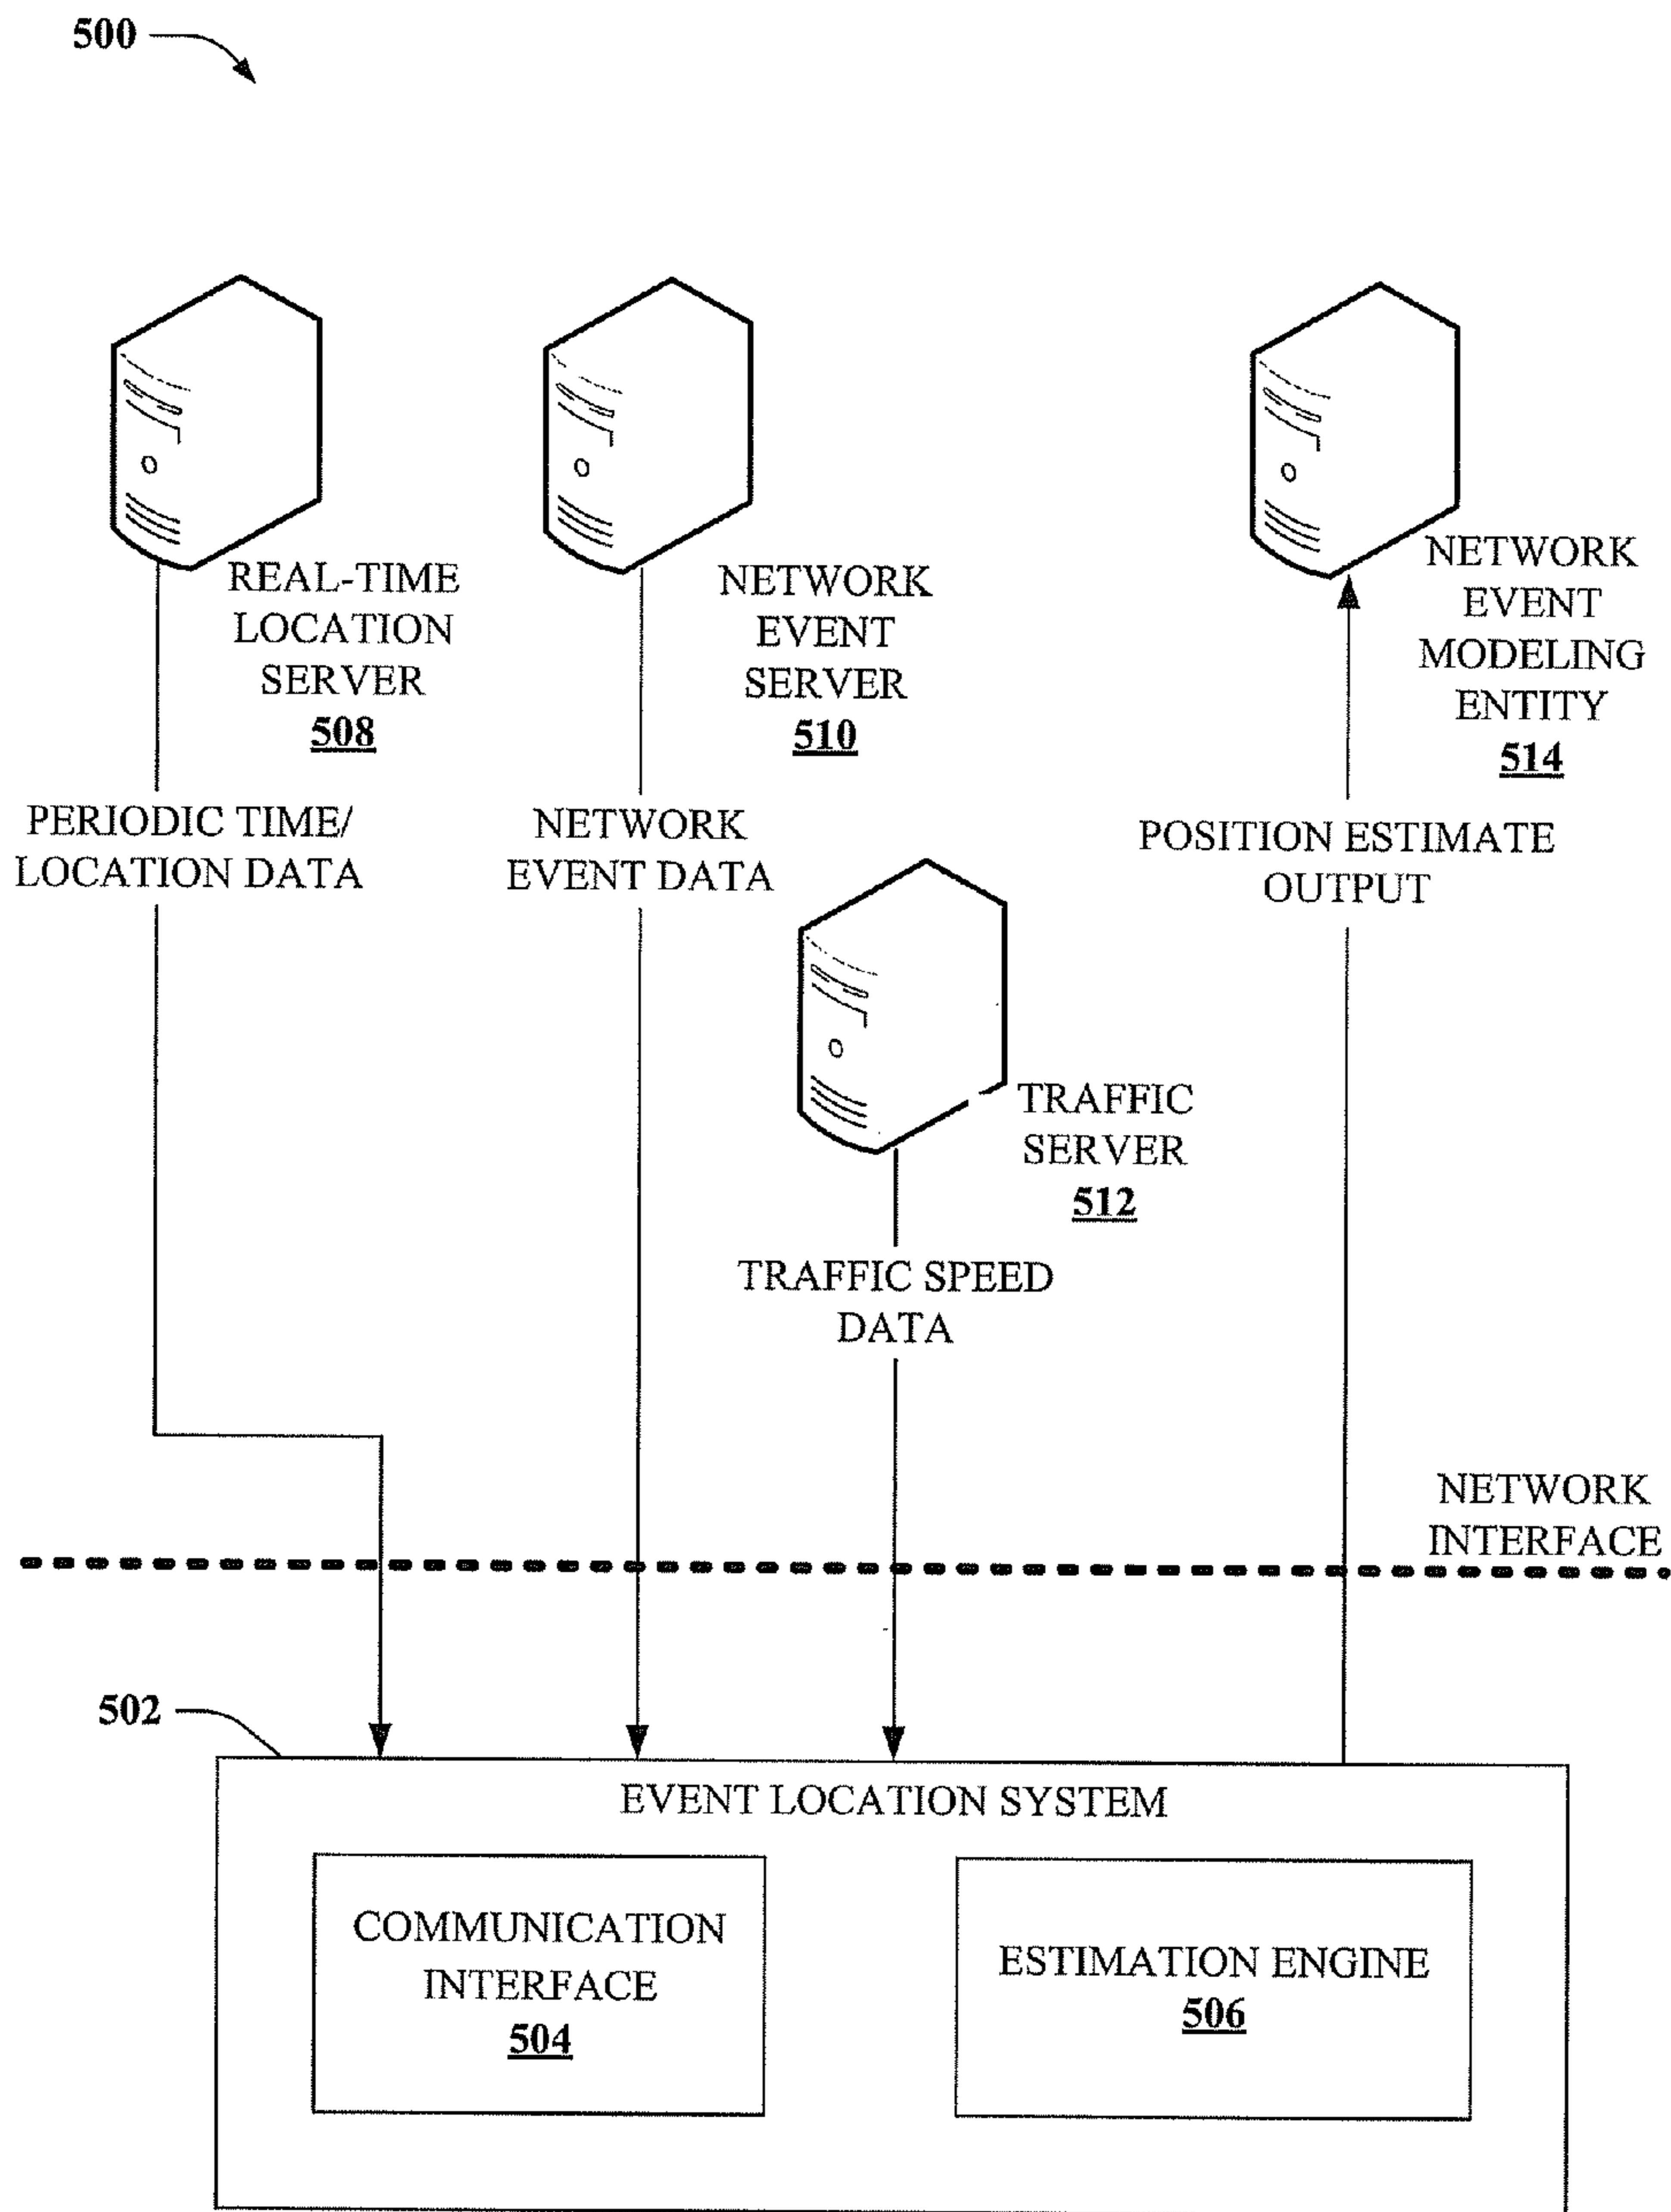 500
REAL-TIME
LOCATION
SERVER
508
NETWORK
EVENT
SERVER
510
NETWORK
EVENT
MODELING
ENTITY
514
PERIODIC TIME/
LOCATION DATA
NETWORK
EVENT DATA
POSITION ESTIMATE
OUTPUT
TRAFFIC
SERVER
512
TRAFFIC SPEED
DATA
NETWORK
INTERFACE
502
EVENT LOCATION SYSTEM
COMMUNICATION
INTERFACE
504
ESTIMATION ENGINE
506